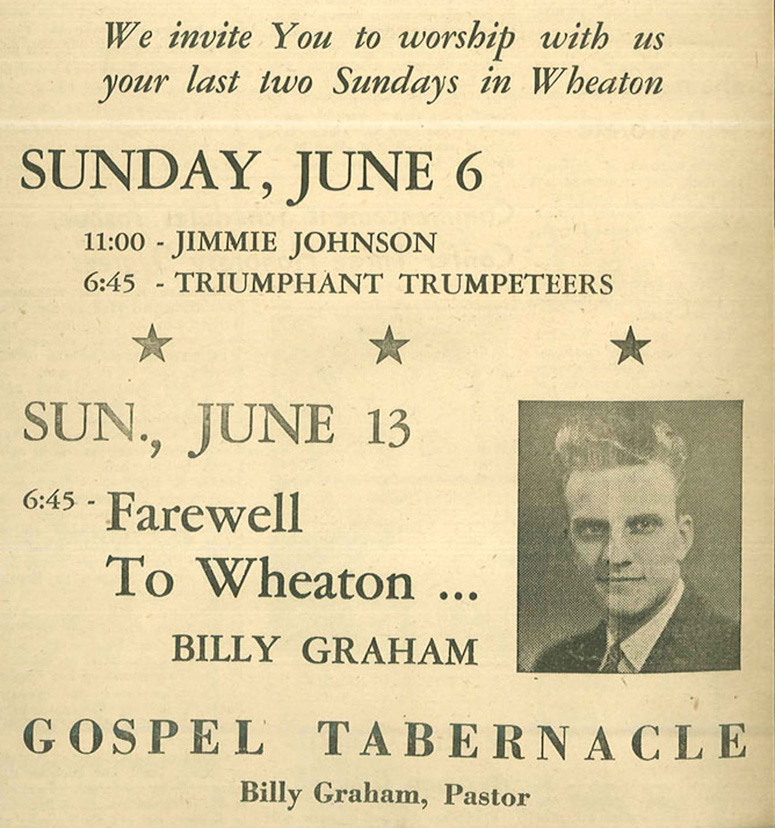 We invite You to worship with us
your last two Sundays in Wheaton
SUNDAY, JUNE 6
11:00 - JIMMIE JOHNSON
6:45 - TRIUMPHANT TRUMPETEERS
SUN., JUNE 13
6:45 - Farewell
To Wheaton ...
BILLY GRAHAM
GOSPEL TABERNACLE
Billy Graham, Pastor